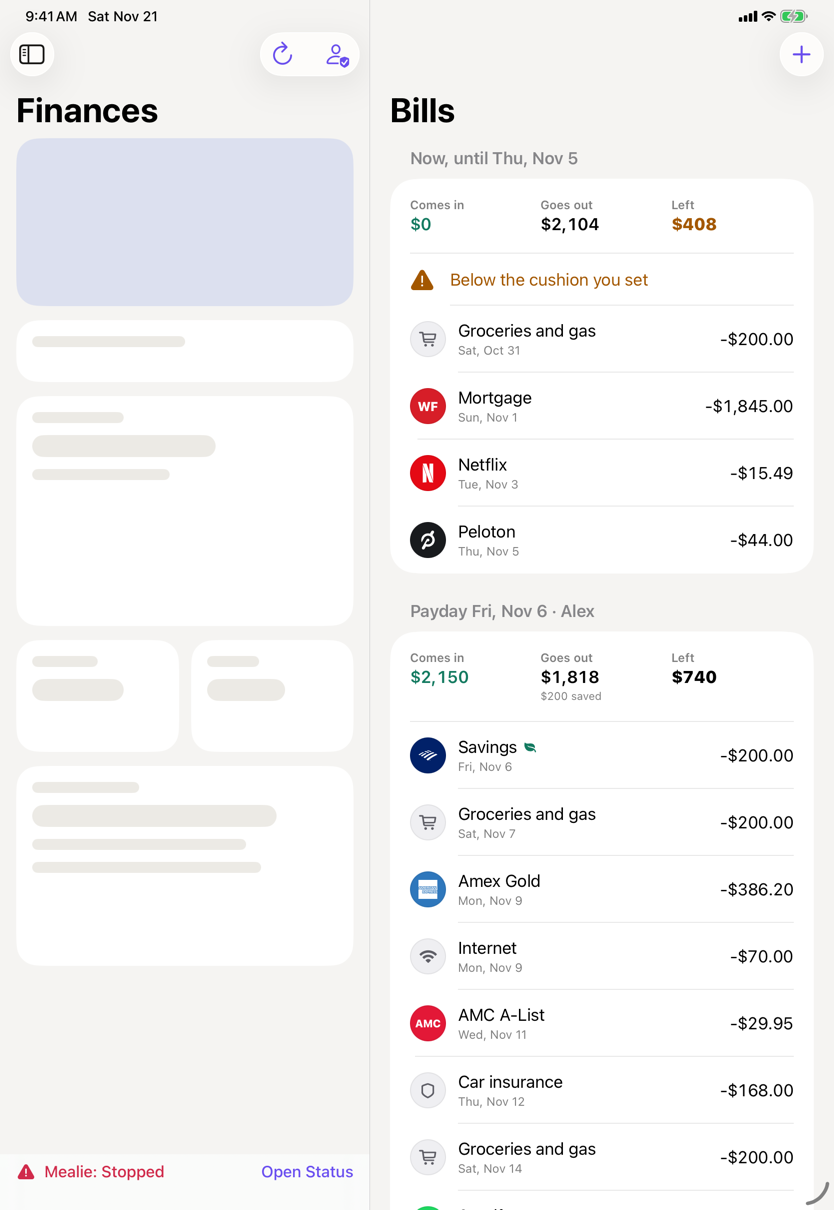 9:41 AM Sat Nov 21
Finances
Mealie: Stopped
Open Status
Bills
Now, until Thu, Nov 5
Comes in Goes out Left
$0 $2,104 $408
Below the cushion you set
Groceries and gas -$200.00
Sat, Oct 31
WF Mortgage -$1,845.00
Sun, Nov 1
N Netflix -$15.49
Tue, Nov 3
Peloton -$44.00
Thu, Nov 5
Payday Fri, Nov 6 · Alex
Comes in Goes out Left
$2,150 $1,818 $740
$200 saved
Savings -$200.00
Fri, Nov 6
Groceries and gas -$200.00
Sat, Nov 7
Amex Gold -$386.20
Mon, Nov 9
Internet -$70.00
Mon, Nov 9
AMC AMC A-List -$29.95
Wed, Nov 11
Car insurance -$168.00
Thu, Nov 12
Groceries and gas -$200.00
Sat, Nov 14